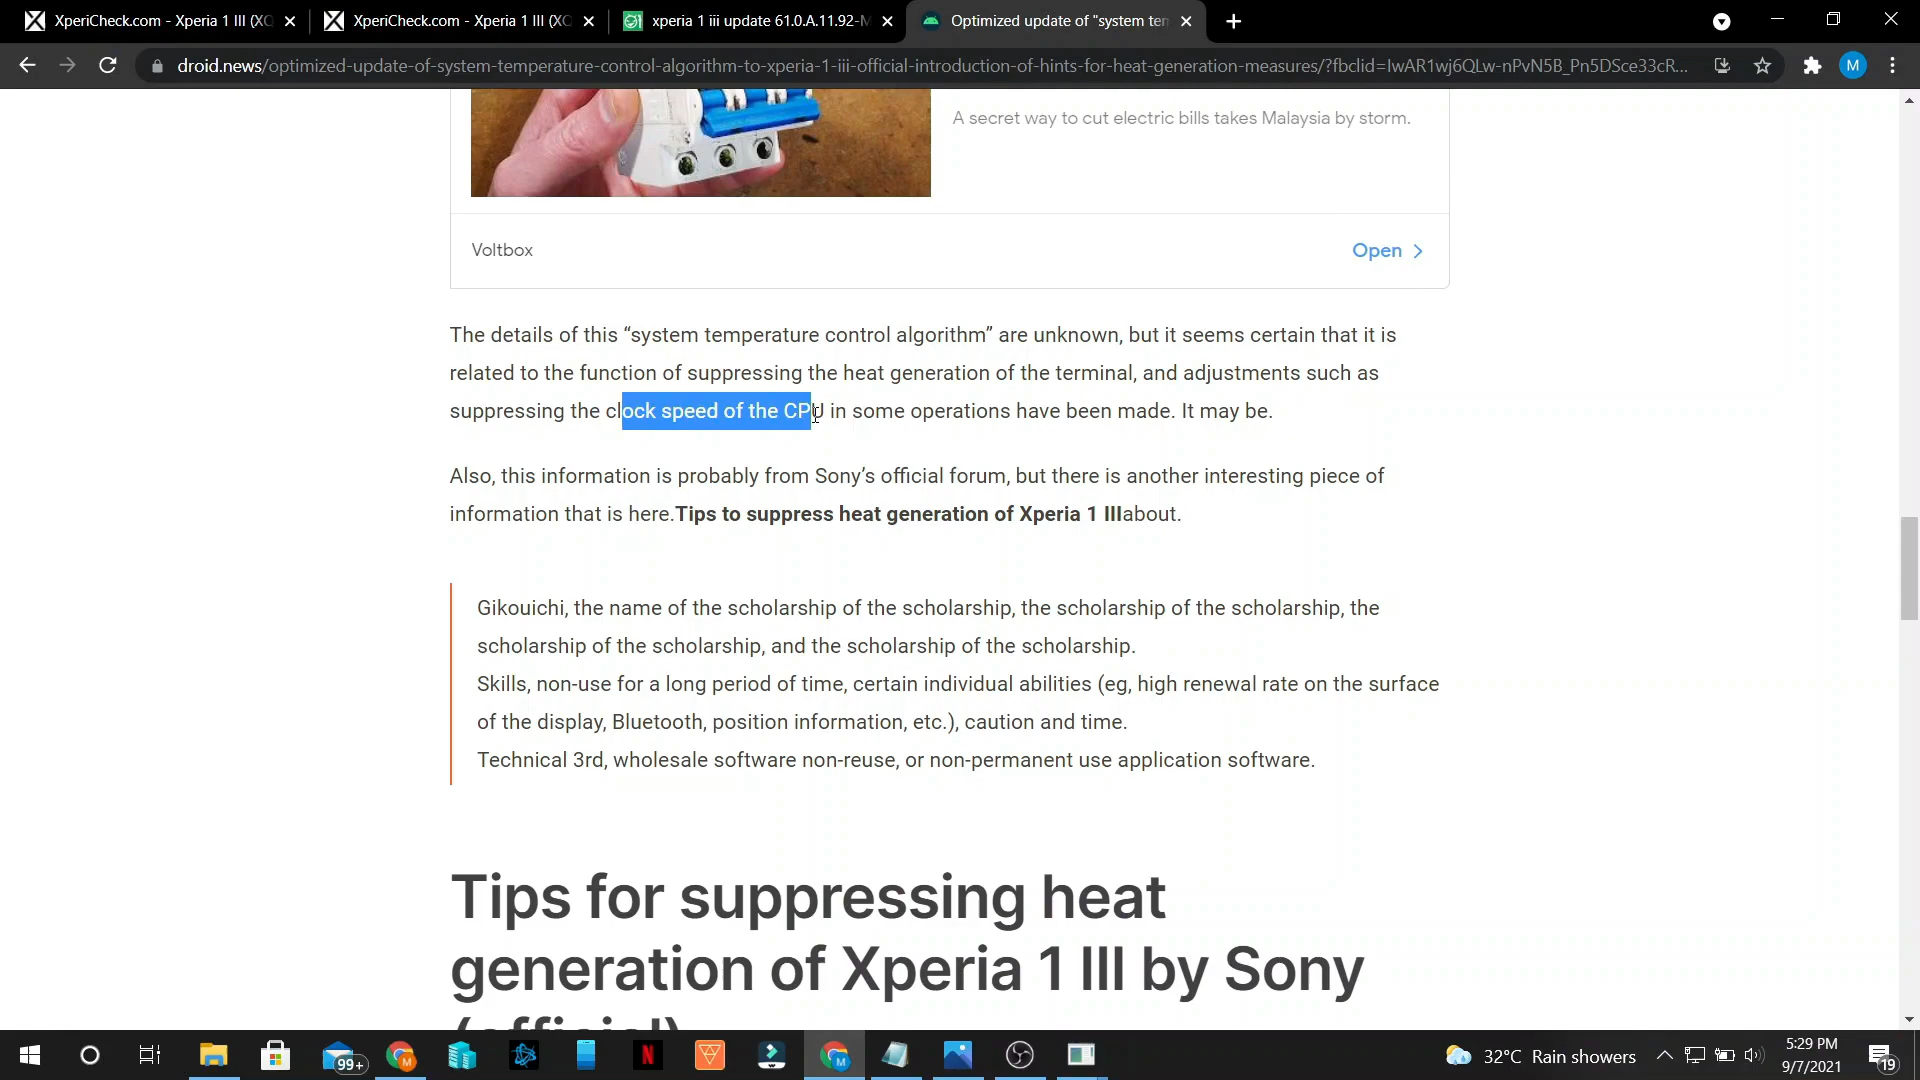 XperiCheck.com - Xperia 1 III (XQ
XperiCheck.com - Xperia 1 III (XQ
xperia 1 iii update 61.0.A.11.92-M
Optimized update of "system ten
droid.news/optimized-update-of-system-temperature-control-algorithm-to-xperia-1-iii-official-introduction-of-hints-for-heat-generation-measures/?fbclid=IwAR1wj6QLw-nPvN5B_Pn5DSce33cR...
M
A secret way to cut electric bills takes Malaysia by storm.
Voltbox
Open
The details of this “system temperature control algorithm” are unknown, but it seems certain that it is
related to the function of suppressing the heat generation of the terminal, and adjustments such as
suppressing the clock speed of the CPU in some operations have been made. It may be.
Also, this information is probably from Sony’s official forum, but there is another interesting piece of
information that is here.Tips to suppress heat generation of Xperia 1 IIIabout.
Gikouichi, the name of the scholarship of the scholarship, the scholarship of the scholarship, the
scholarship of the scholarship, and the scholarship of the scholarship.
Skills, non-use for a long period of time, certain individual abilities (eg, high renewal rate on the surface
of the display, Bluetooth, position information, etc.), caution and time.
Technical 3rd, wholesale software non-reuse, or non-permanent use application software.
Tips for suppressing heat
generation of Xperia 1 III by Sony
(official)
99+
N
32°C Rain showers
5:29 PM
9/7/2021
19